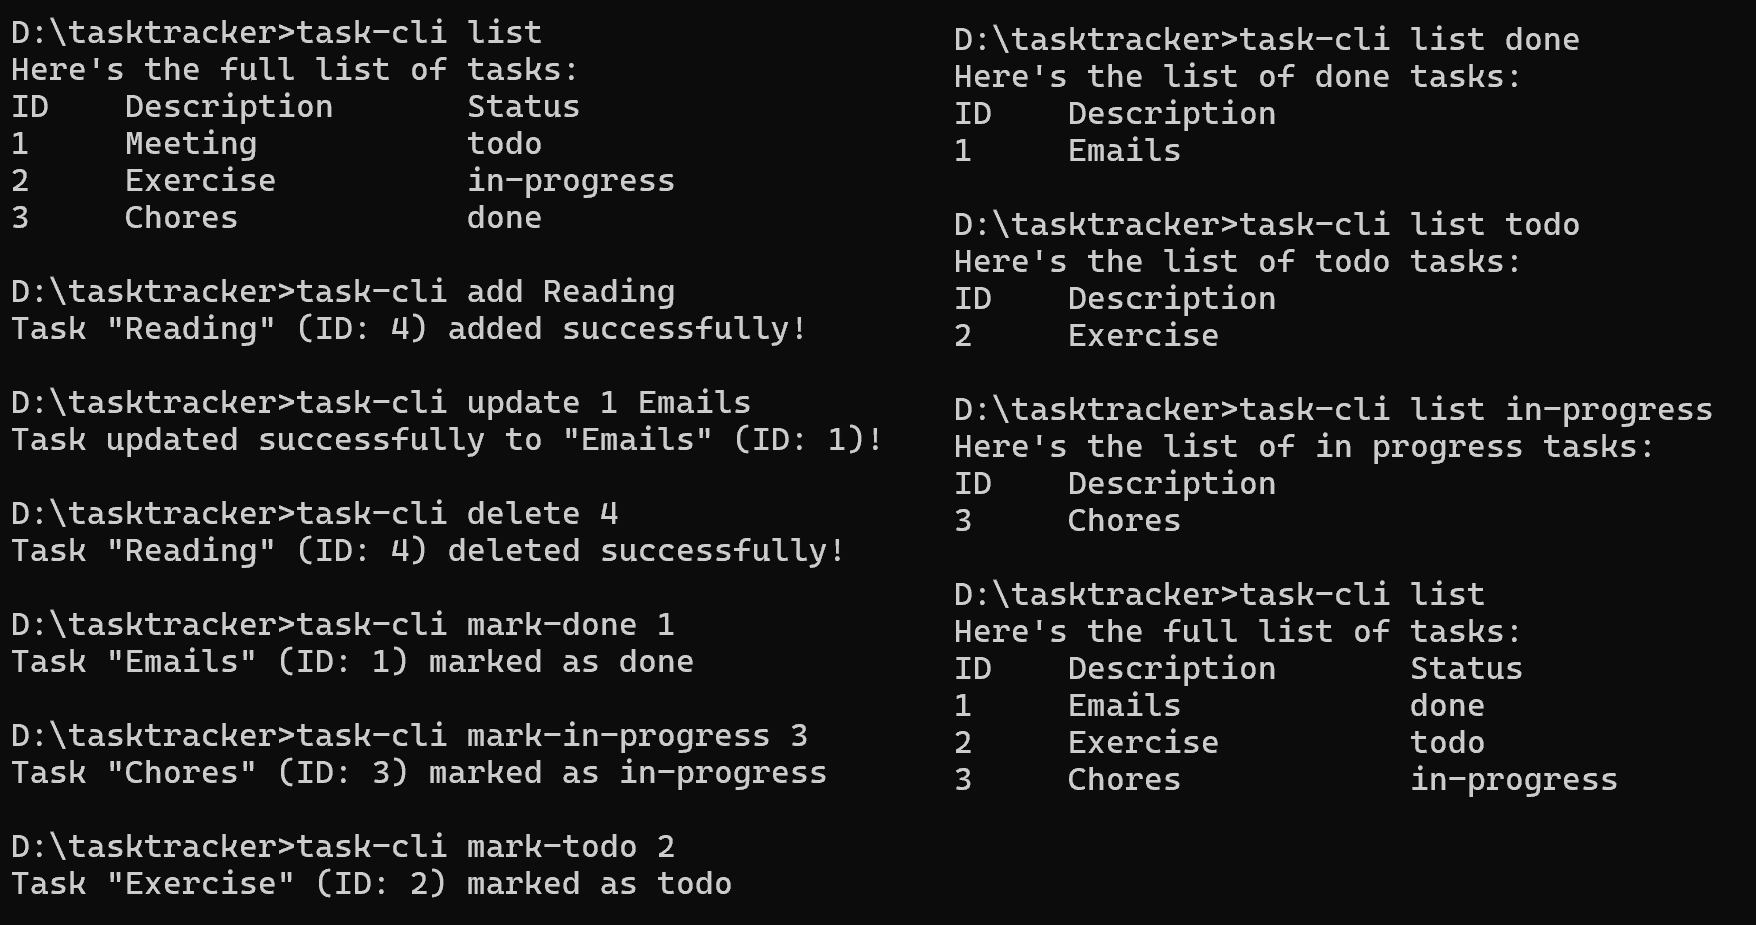 D:\tasktracker>task-cli list
Here's the full list of tasks:
ID    Description    Status
1     Meeting        todo
2     Exercise       in-progress
3     Chores         done
D:\tasktracker>task-cli add Reading
Task "Reading" (ID: 4) added successfully!
D:\tasktracker>task-cli update 1 Emails
Task updated successfully to "Emails" (ID: 1)!
D:\tasktracker>task-cli delete 4
Task "Reading" (ID: 4) deleted successfully!
D:\tasktracker>task-cli mark-done 1
Task "Emails" (ID: 1) marked as done
D:\tasktracker>task-cli mark-in-progress 3
Task "Chores" (ID: 3) marked as in-progress
D:\tasktracker>task-cli mark-todo 2
Task "Exercise" (ID: 2) marked as todo
D:\tasktracker>task-cli list done
Here's the list of done tasks:
ID    Description
1     Emails
D:\tasktracker>task-cli list todo
Here's the list of todo tasks:
ID    Description
2     Exercise
D:\tasktracker>task-cli list in-progress
Here's the list of in progress tasks:
ID    Description
3     Chores
D:\tasktracker>task-cli list
Here's the full list of tasks:
ID    Description    Status
1     Emails         done
2     Exercise       todo
3     Chores         in-progress